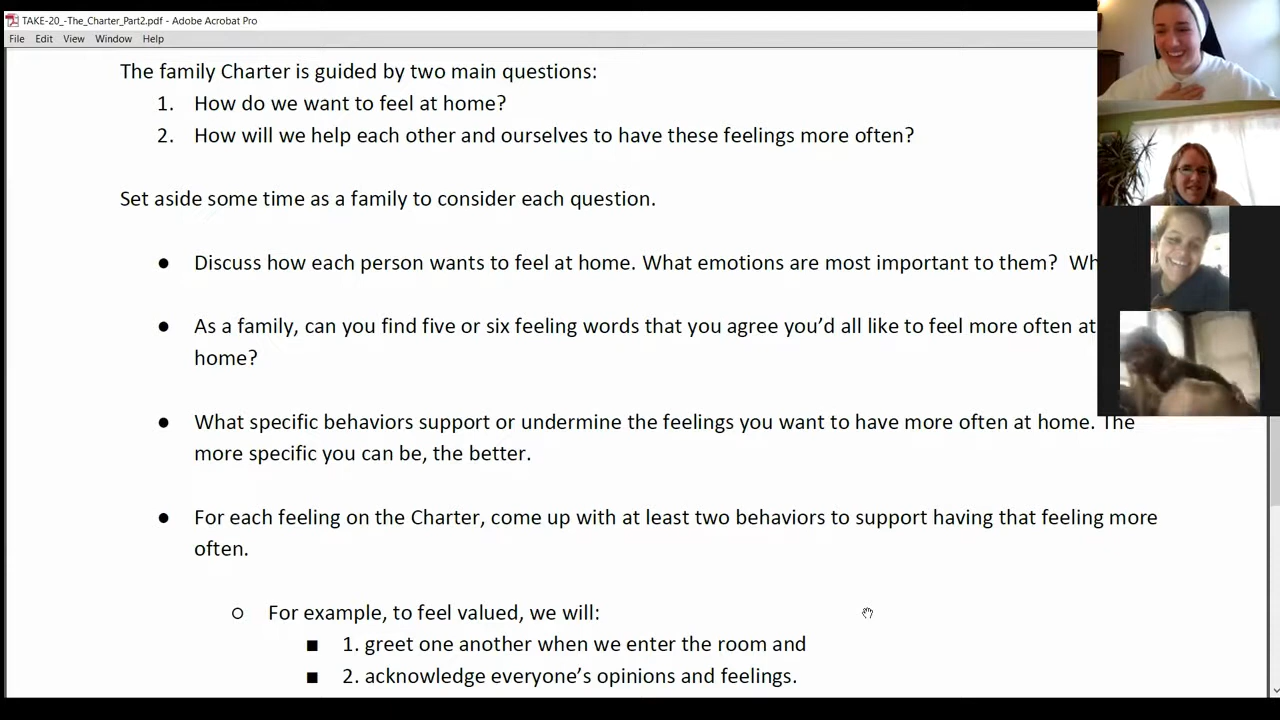 TAKE-20_-The_Charter_Part2.pdf - Adobe Acrobat Pro
File Edit View Window Help
The family Charter is guided by two main questions:
1. How do we want to feel at home?
2. How will we help each other and ourselves to have these feelings more often?
Set aside some time as a family to consider each question.
● Discuss how each person wants to feel at home. What emotions are most important to them?
● As a family, can you find five or six feeling words that you agree you’d all like to feel more often at
home?
● What specific behaviors support or undermine the feelings you want to have more often at home. The
more specific you can be, the better.
● For each feeling on the Charter, come up with at least two behaviors to support having that feeling more
often.
○ For example, to feel valued, we will:
■ 1. greet one another when we enter the room and
■ 2. acknowledge everyone’s opinions and feelings.